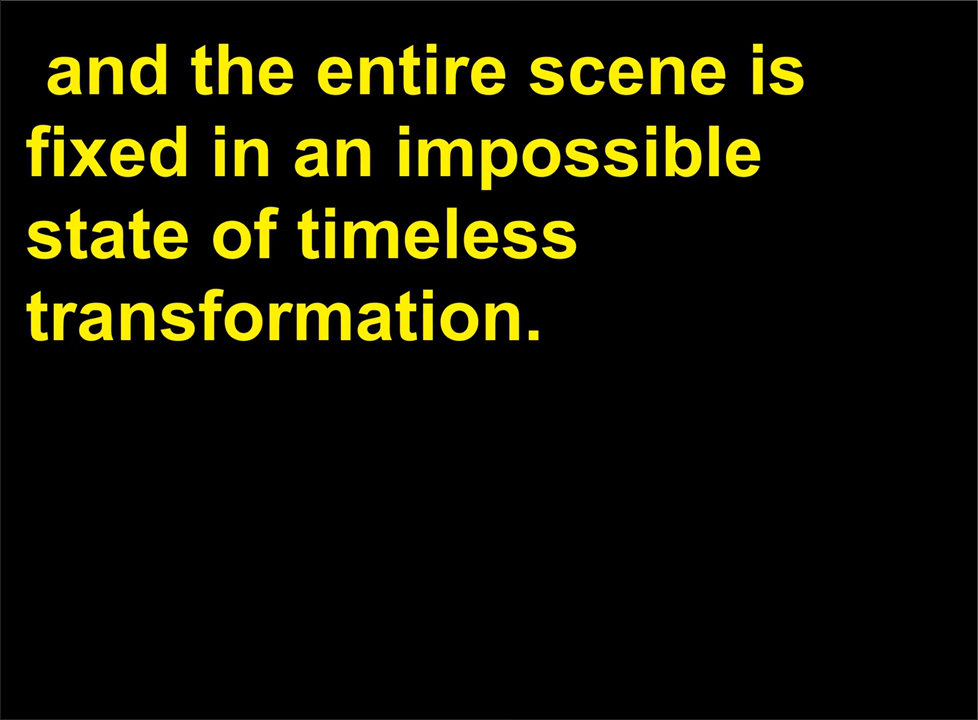 and the entire scene is
fixed in an impossible
state of timeless
transformation.